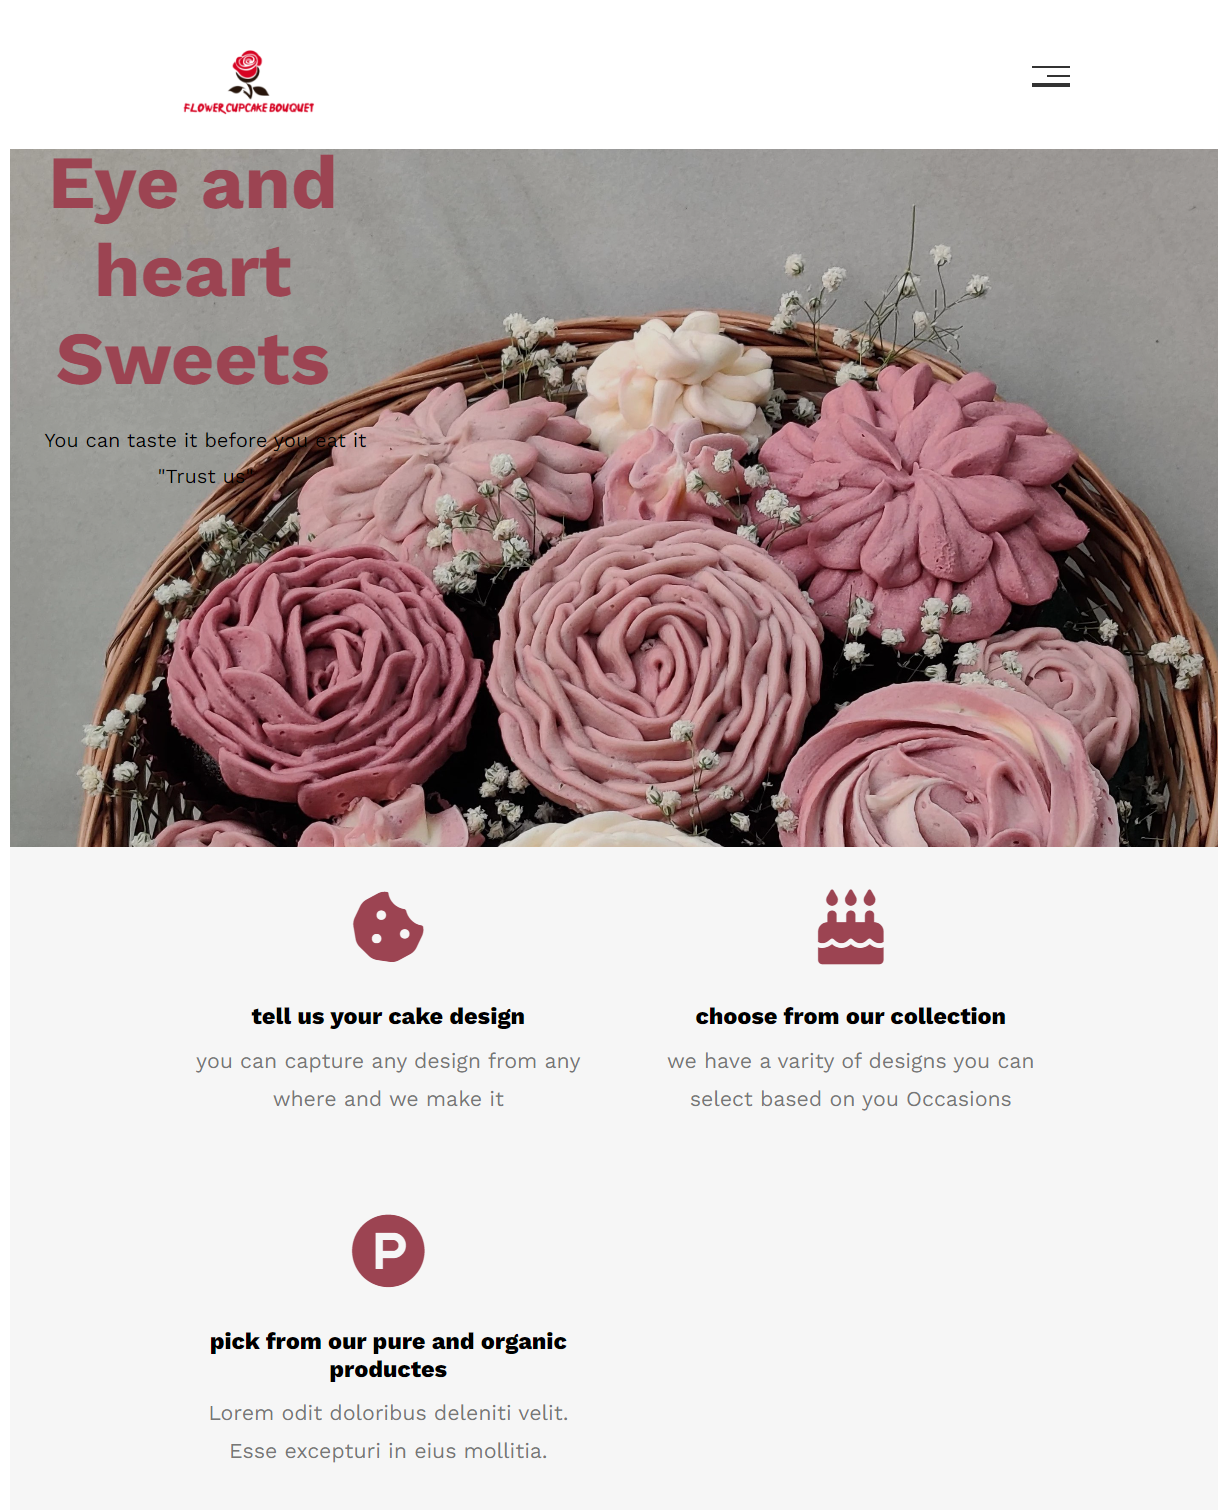 FLOWER CUPCAKE BOUQUET
Eye and
heart
Sweets
You can taste it before you eat it
"Trust us"
tell us your cake design
you can capture any design from any
where and we make it
choose from our collection
we have a varity of designs you can
select based on you Occasions
P
pick from our pure and organic
productes
Lorem odit doloribus deleniti velit.
Esse excepturi in eius mollitia.